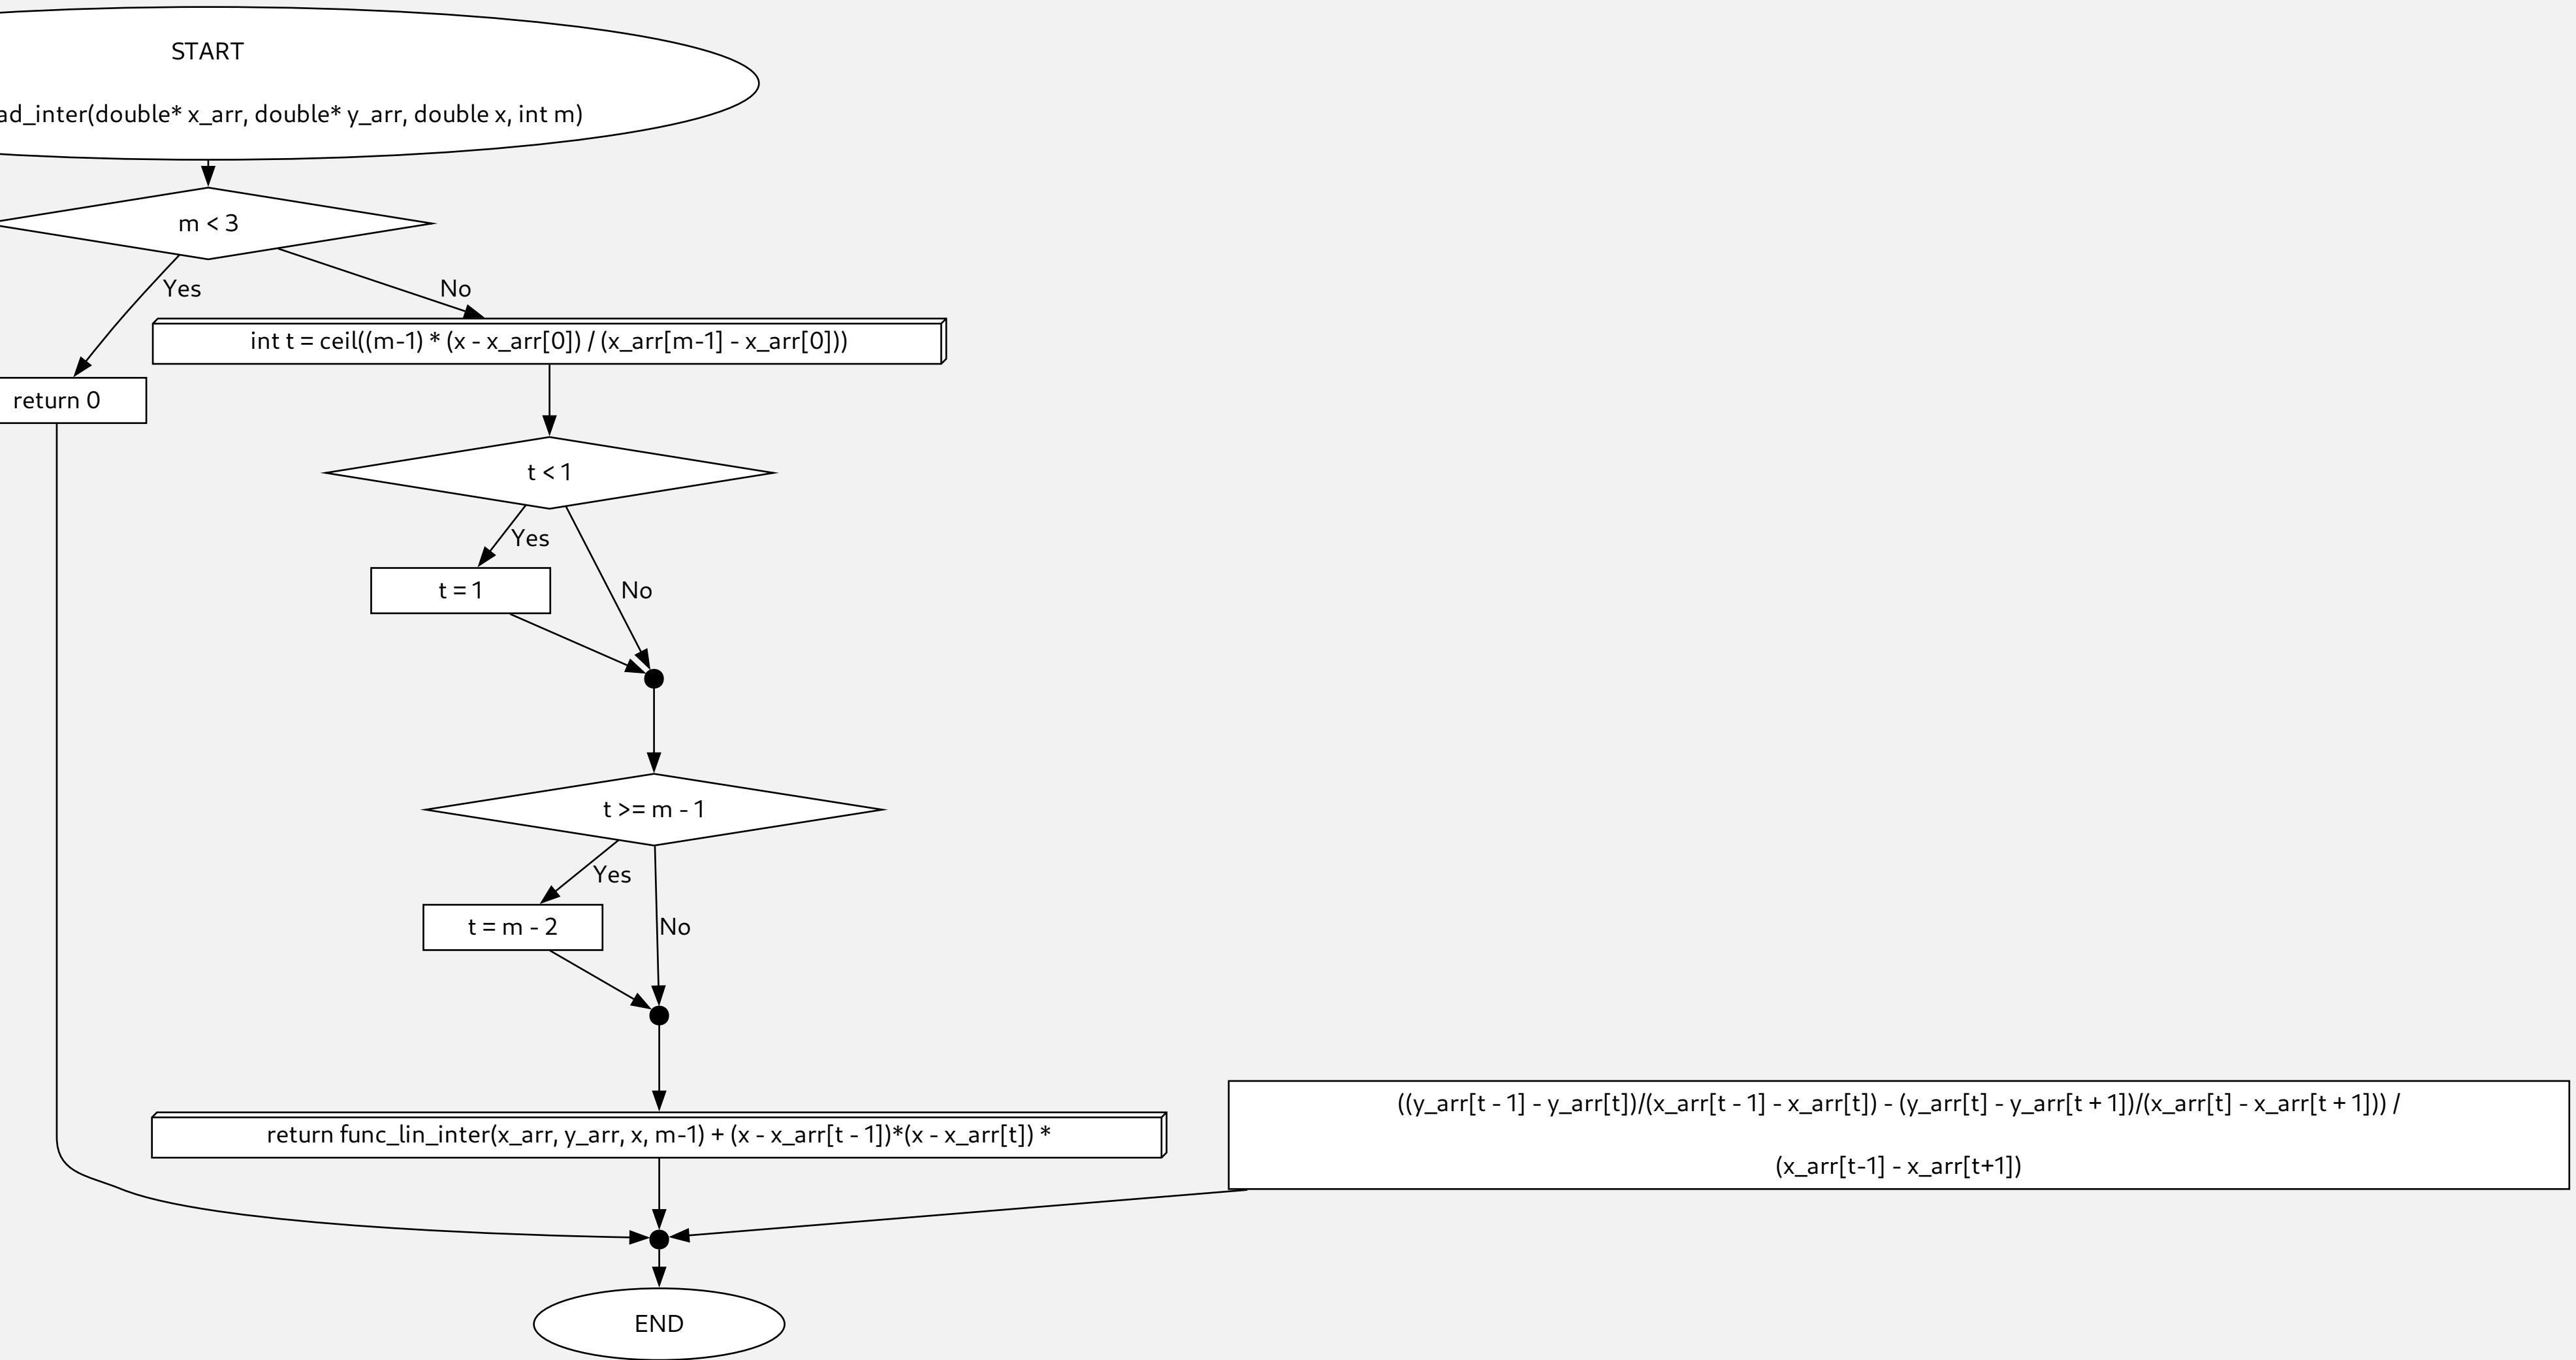 START
ad_inter(double* x_arr, double* y_arr, double x, int m)
m < 3
Yes
No
int t = ceil((m-1) * (x - x_arr[0]) / (x_arr[m-1] - x_arr[0]))
return 0
t < 1
Yes
t = 1
No
t >= m - 1
Yes
t = m - 2
No
((y_arr[t - 1] - y_arr[t])/(x_arr[t - 1] - x_arr[t]) - (y_arr[t] - y_arr[t + 1])/(x_arr[t] - x_arr[t + 1])) /
(x_arr[t-1] - x_arr[t+1])
return func_lin_inter(x_arr, y_arr, x, m-1) + (x - x_arr[t - 1])*(x - x_arr[t]) *
END